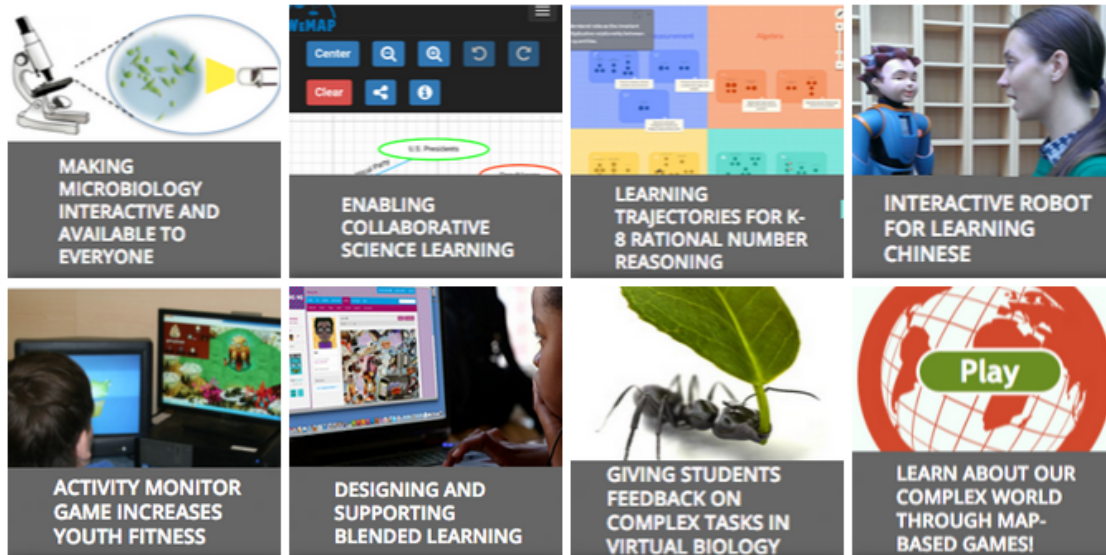 MAKING
MICROBIOLOGY
INTERACTIVE AND
AVAILABLE TO
EVERYONE
Center
Clear
U.S. Presidents
ENABLING
COLLABORATIVE
SCIENCE LEARNING
Algebra
LEARNING
TRAJECTORIES FOR K-
8 RATIONAL NUMBER
REASONING
INTERACTIVE ROBOT
FOR LEARNING
CHINESE
ACTIVITY MONITOR
GAME INCREASES
YOUTH FITNESS
DESIGNING AND
SUPPORTING
BLENDED LEARNING
GIVING STUDENTS
FEEDBACK ON
COMPLEX TASKS IN
VIRTUAL BIOLOGY
Play
LEARN ABOUT OUR
COMPLEX WORLD
THROUGH MAP-
BASED GAMES!